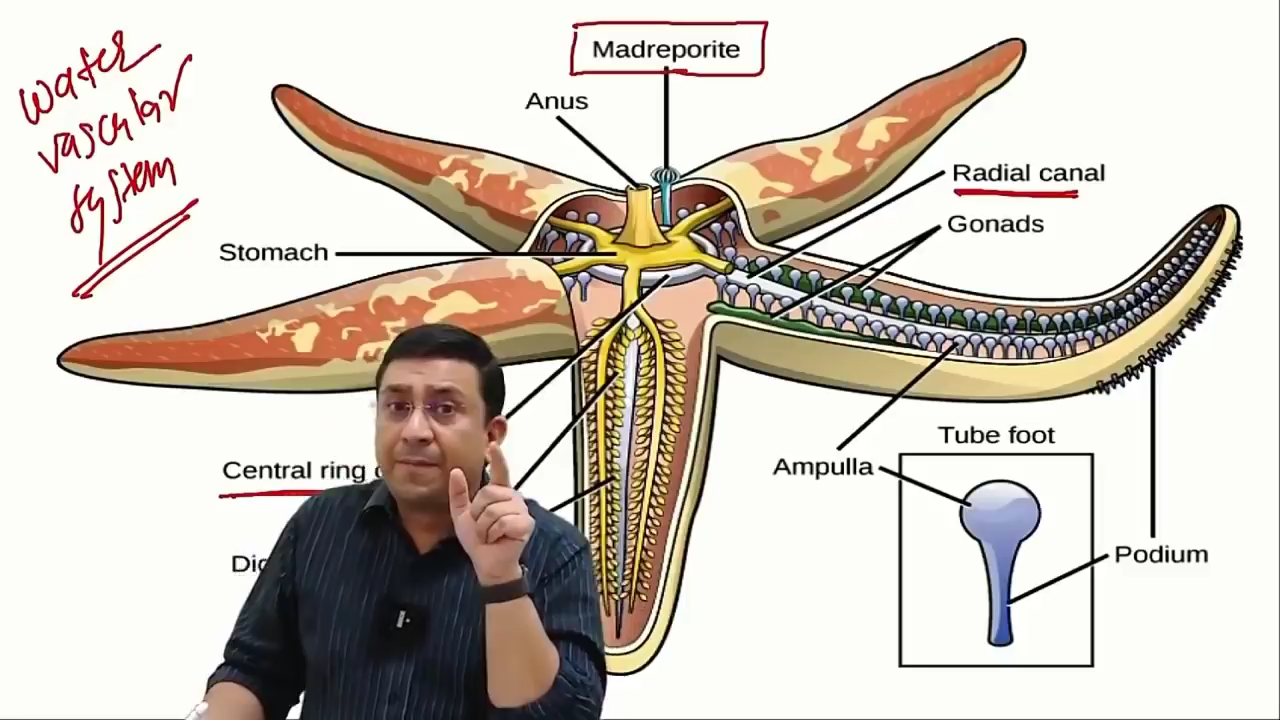 water
vascular
system
Madreporite
Anus
Radial canal
Gonads
Stomach
Tube foot
Ampulla
Central ring
Podium